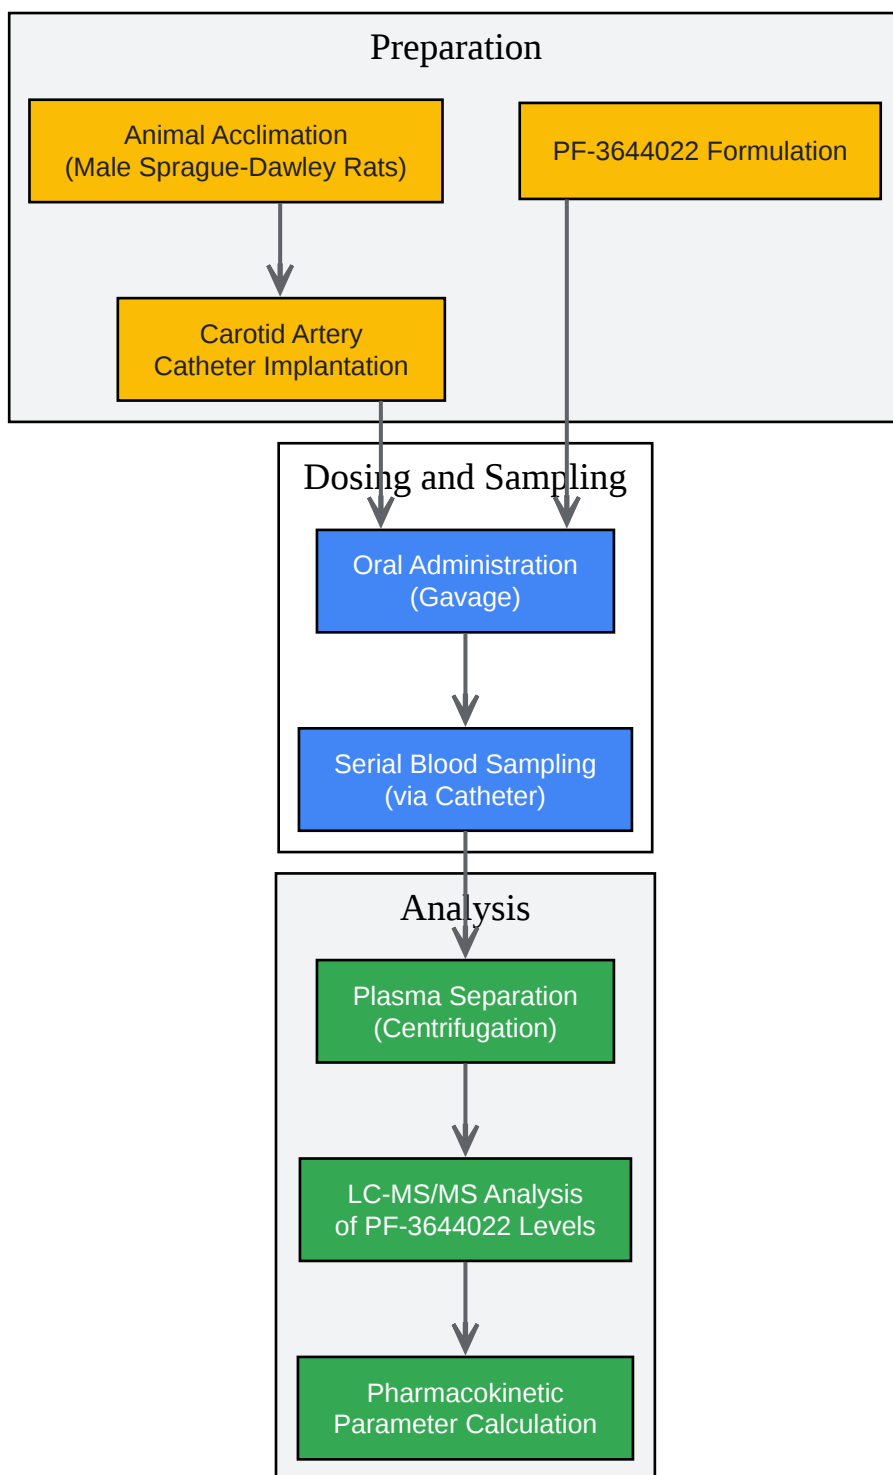 Preparation
Animal Acclimation
(Male Sprague-Dawley Rats)
PF-3644022 Formulation
Carotid Artery
Catheter Implantation
Dosing and Sampling
Oral Administration
(Gavage)
Serial Blood Sampling
(via Catheter)
Analysis
Plasma Separation
(Centrifugation)
LC-MS/MS Analysis
of PF-3644022 Levels
Pharmacokinetic
Parameter Calculation